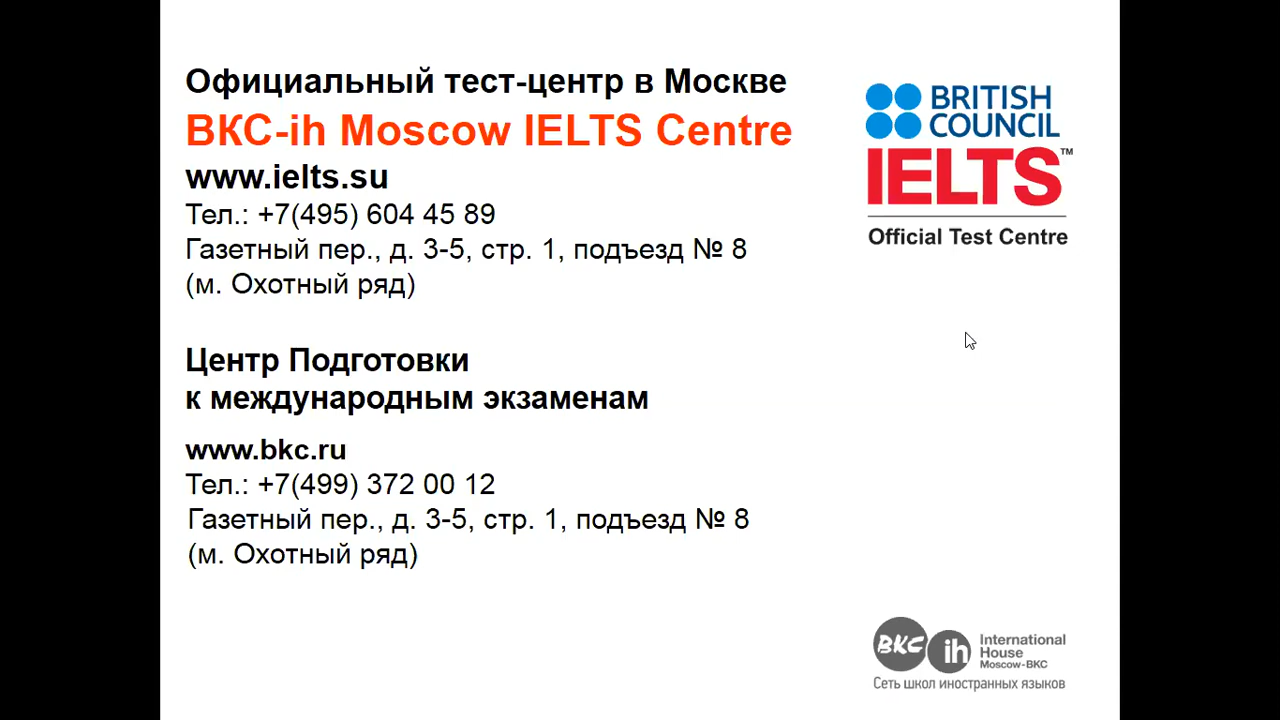 Официальный тест-центр в Москве
BKC-ih Moscow IELTS Centre
www.ielts.su
Тел.: +7(495) 604 45 89
Газетный пер., д. 3-5, стр. 1, подъезд № 8
(м. Охотный ряд)
BRITISH
COUNCIL
IELTS™
Official Test Centre
Центр Подготовки
к международным экзаменам
www.bkc.ru
Тел.: +7(499) 372 00 12
Газетный пер., д. 3-5, стр. 1, подъезд № 8
(м. Охотный ряд)
BKC ih International
House
Moscow-BKC
Сеть школ иностранных языков